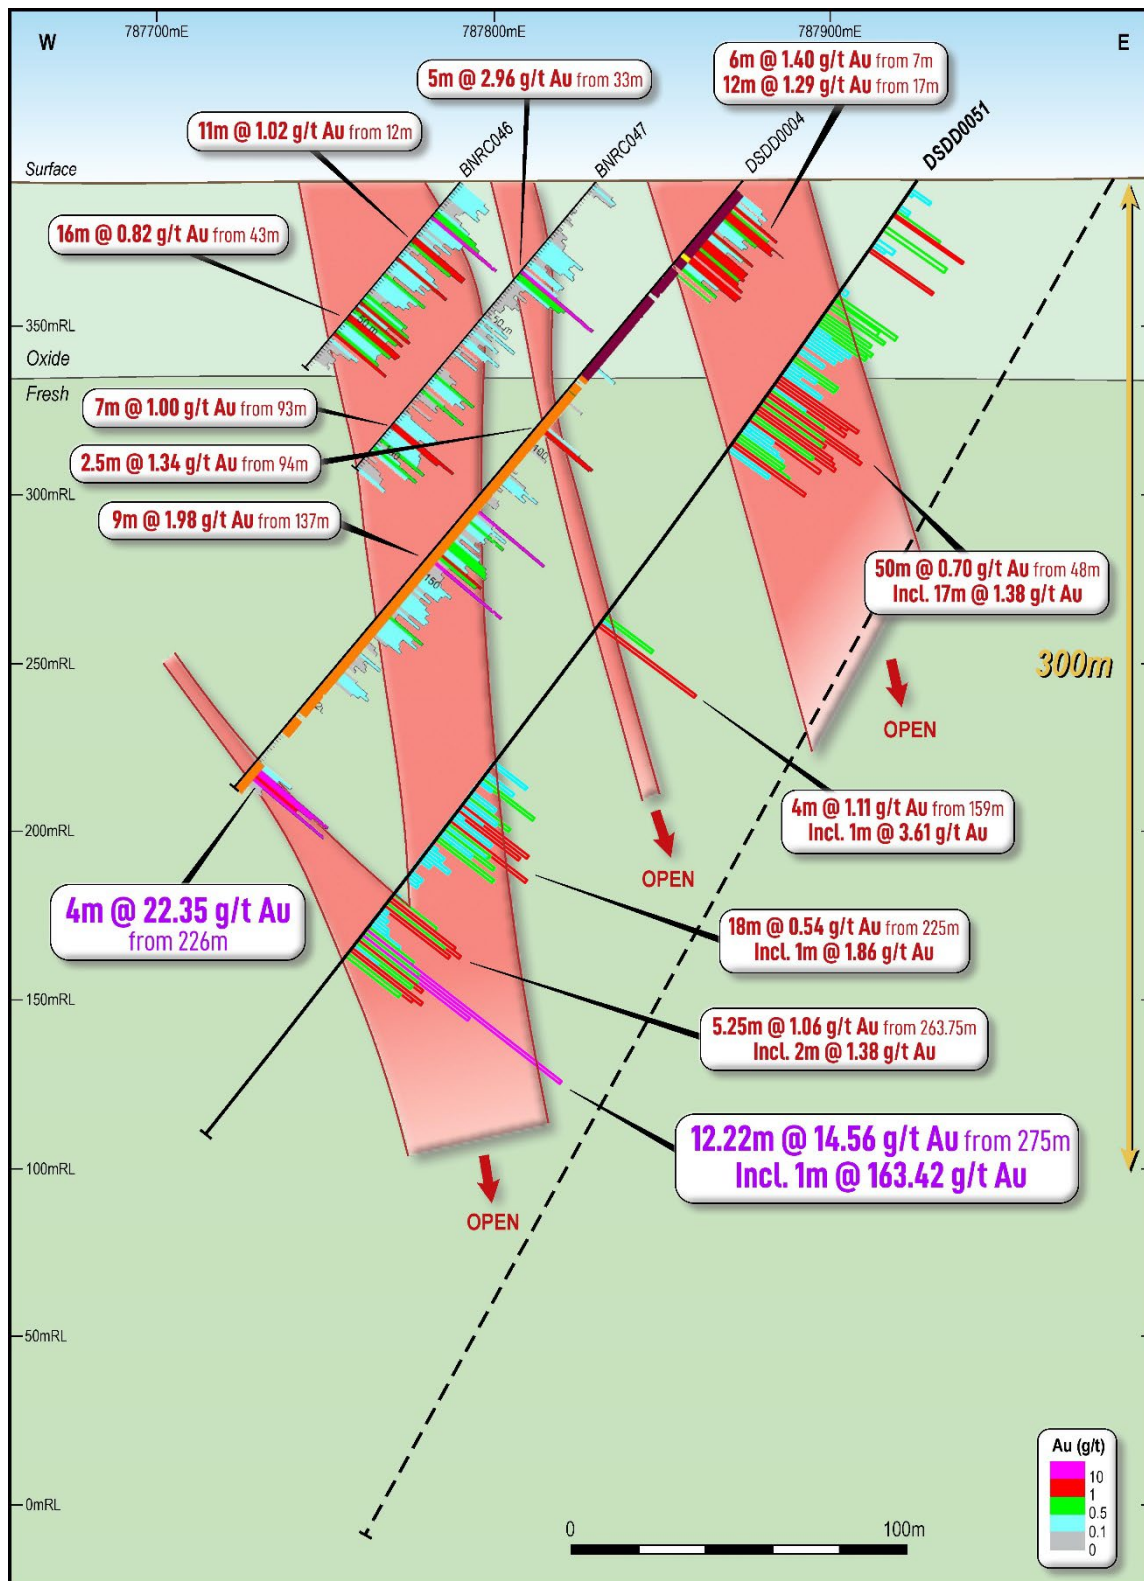 787700mE
787800mE
787900mE
W
E
6m @ 1.40 g/t Au from 7m
12m @ 1.29 g/t Au from 17m
5m @ 2.96 g/t Au from 33m
11m @ 1.02 g/t Au from 12m
BNRC046
BNRC047
DSDD0004
DSDD0051
Surface
16m @ 0.82 g/t Au from 43m
350mRL
Oxide
Fresh
50m
50m
7m @ 1.00 g/t Au from 93m
2.5m @ 1.34 g/t Au from 94m
100
300mRL
9m @ 1.98 g/t Au from 137m
150
50m @ 0.70 g/t Au from 48m
Incl. 17m @ 1.38 g/t Au
250mRL
300m
OPEN
4m @ 1.11 g/t Au from 159m
Incl. 1m @ 3.61 g/t Au
200mRL
OPEN
4m @ 22.35 g/t Au
from 226m
18m @ 0.54 g/t Au from 225m
Incl. 1m @ 1.86 g/t Au
150mRL
5.25m @ 1.06 g/t Au from 263.75m
Incl. 2m @ 1.38 g/t Au
12.22m @ 14.56 g/t Au from 275m
Incl. 1m @ 163.42 g/t Au
100mRL
OPEN
50mRL
0mRL
0
100m
Au (g/t)
10
1
0.5
0.1
0